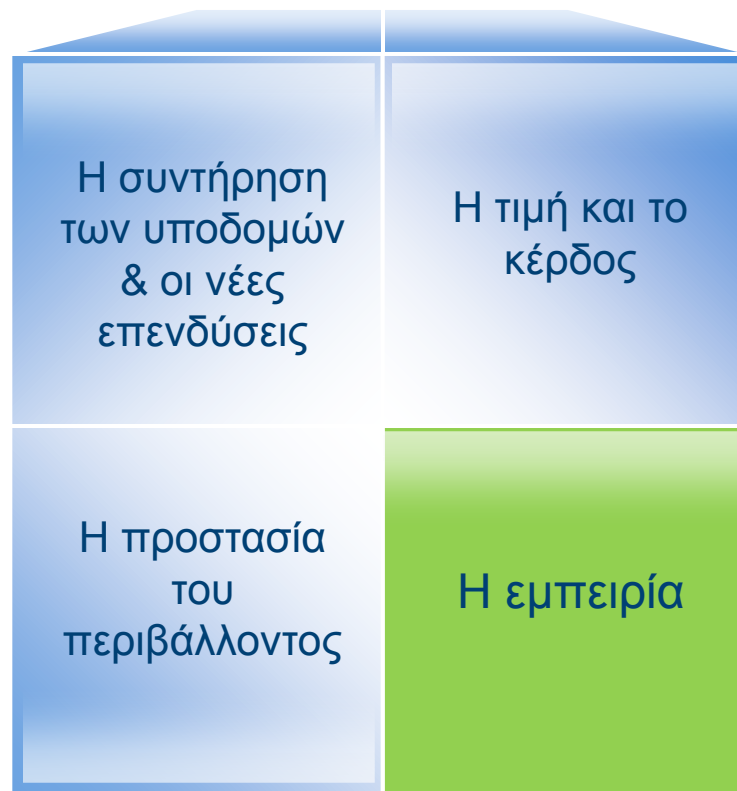 Η συντήρηση
των υποδομών
& οι νέες
επενδύσεις
Η τιμή και το
κέρδος
Η προστασία
του
περιβάλλοντος
Η εμπειρία